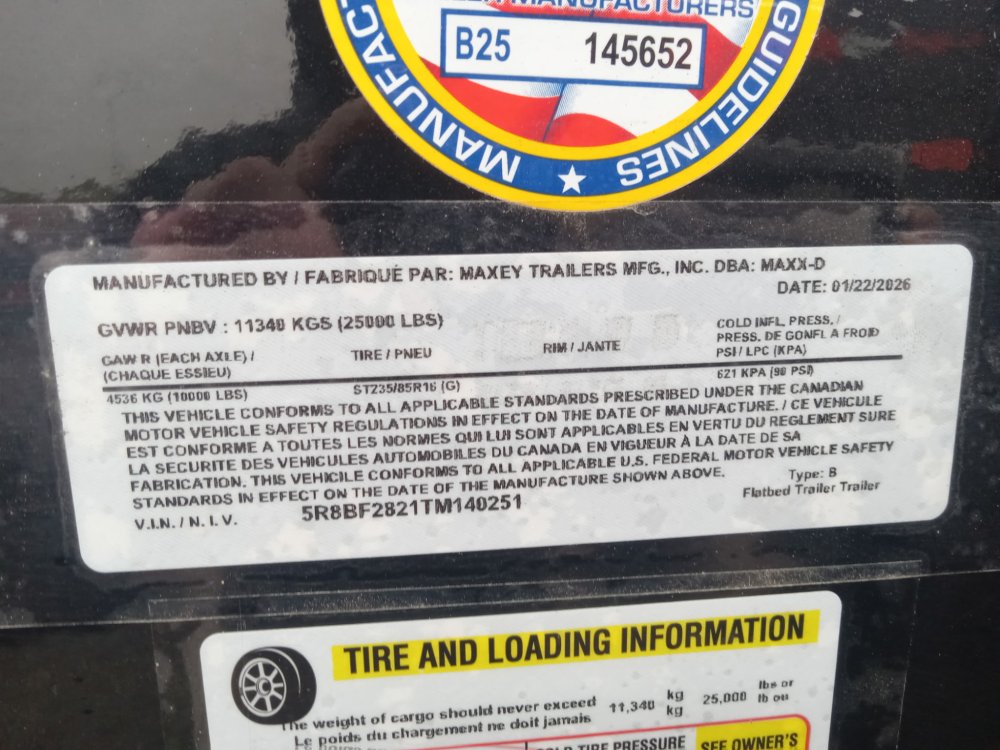 MANUFACTURERS
B25 145652
MANUFACT
GUIDELINES
MANUFACTURED BY / FABRIQUÉ PAR: MAXEY TRAILERS MFG., INC. DBA: MAXX-D
DATE: 01/22/2026
GVWR PNBV : 11340 KGS (25000 LBS)
GAWR (EACH AXLE) / TIRE / PNEU RIM / JANTE COLD INFL. PRESS. /
(CHAQUE ESSIEU) PRESS. DE GONFL A FROID
PSI / LPC (KPA)
4536 KG (10000 LBS) ST235/85R16 (G) 621 KPA (90 PSI)
THIS VEHICLE CONFORMS TO ALL APPLICABLE STANDARDS PRESCRIBED UNDER THE CANADIAN
MOTOR VEHICLE SAFETY REGULATIONS IN EFFECT ON THE DATE OF MANUFACTURE. / CE VEHICULE
EST CONFORME A TOUTES LES NORMES QUI LUI SONT APPLICABLES EN VERTU DU REGLEMENT SURE
LA SECURITE DES VEHICULES AUTOMOBILES DU CANADA EN VIGUEUR À LA DATE DE SA
FABRICATION. THIS VEHICILE CONFORMS TO ALL APPLICABLE U.S. FEDERAL MOTOR VEHICLE SAFETY
STANDARDS IN EFFECT ON THE DATE OF THE MANUFACTURE SHOWN ABOVE. Type: B
V.I.N. / N. I. V. 5R8BF2821TM140251 Flatbed Trailer Trailer
TIRE AND LOADING INFORMATION
The weight of cargo should never exceed 11,340 kg 25,000 lbs or
Le poids du chargement ne doit jamais kg lb ou
TIRE PRESSURE SEE OWNER'S